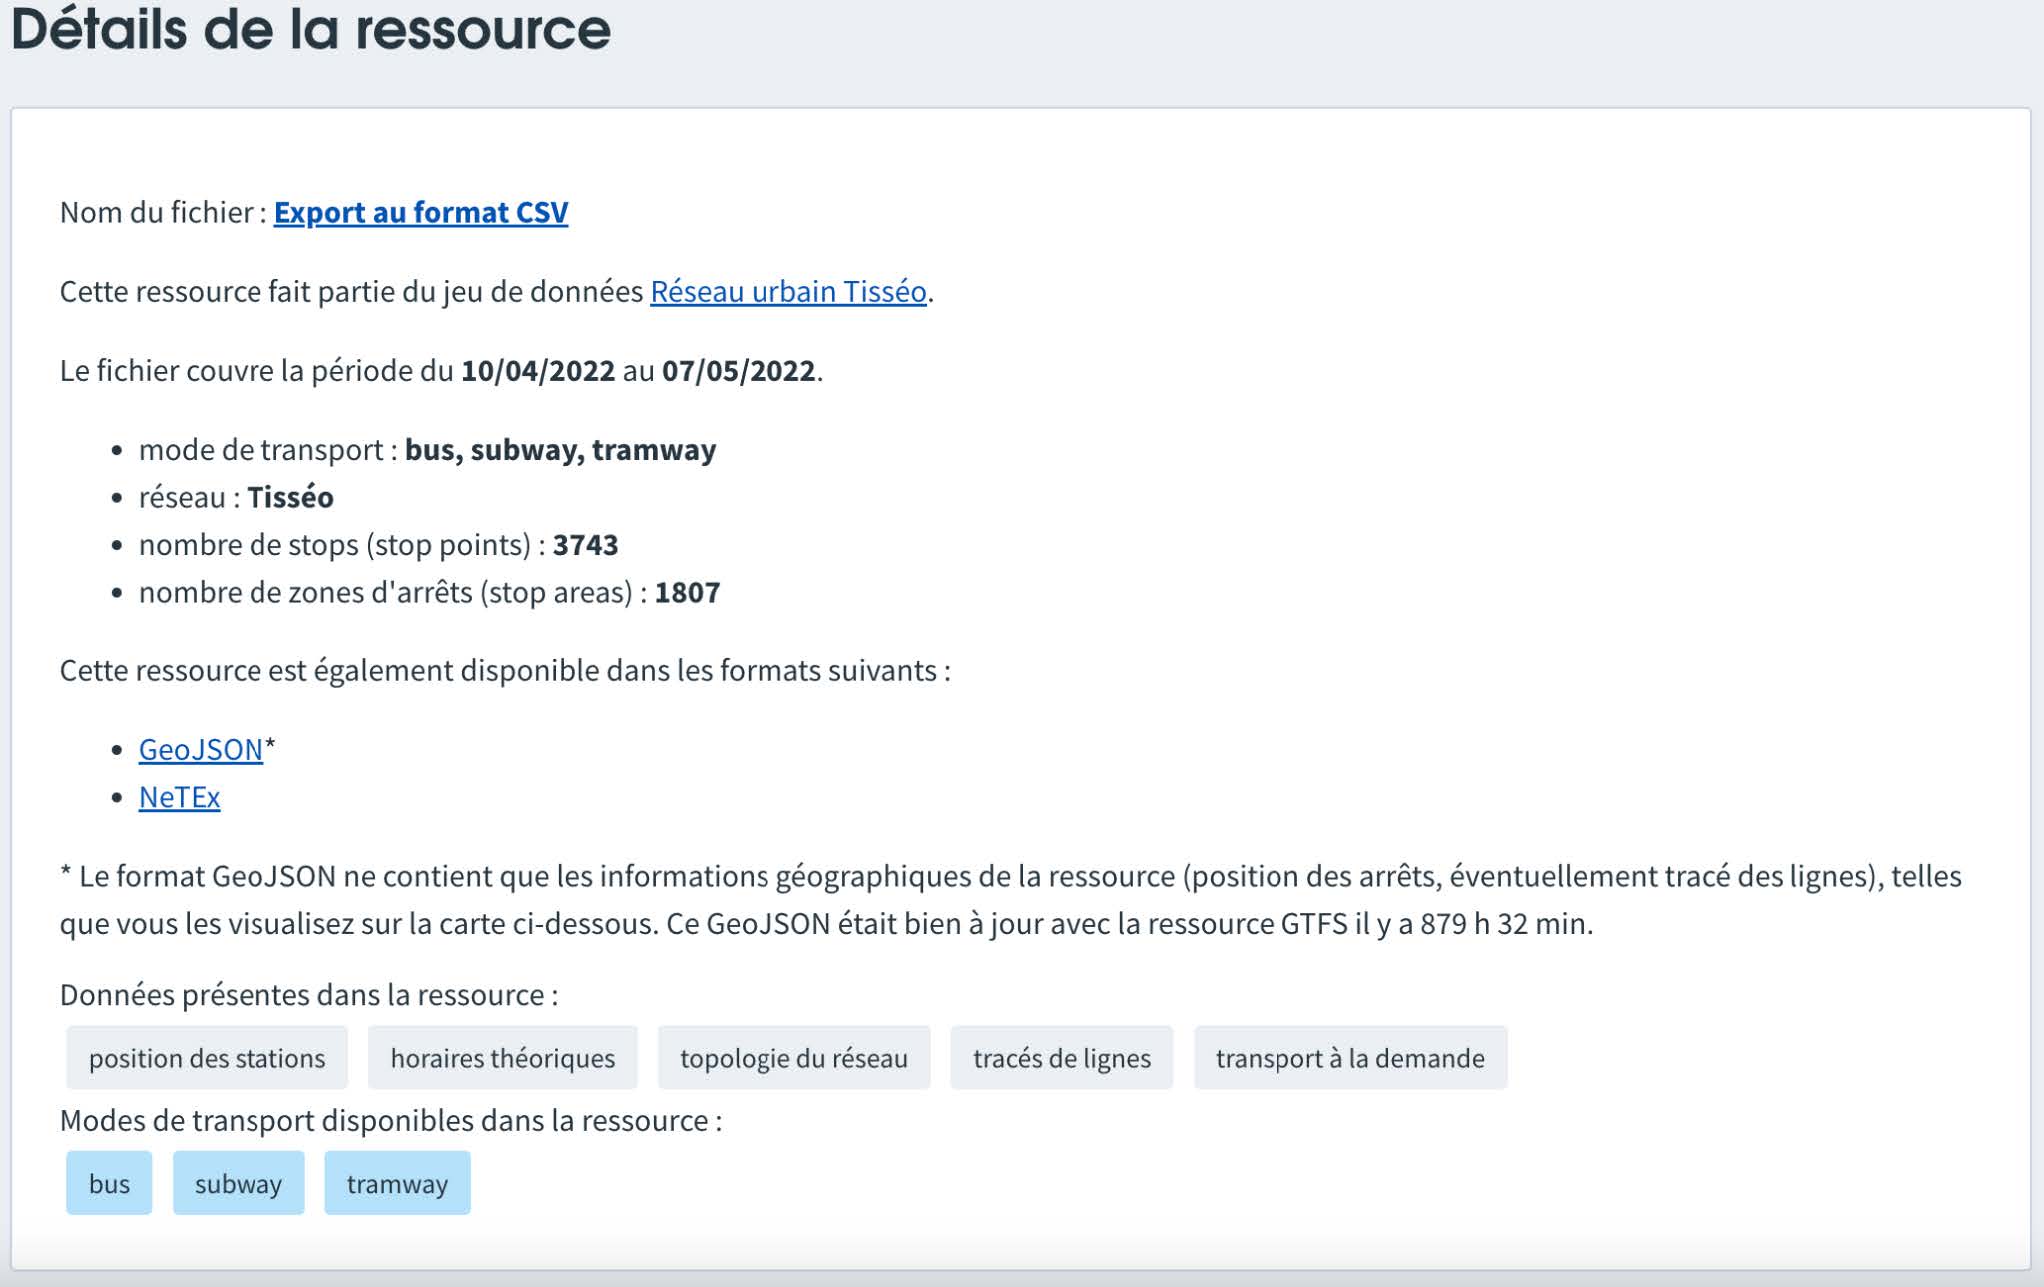 Détails de la ressource
Nom du fichier : Export au format CSV
Cette ressource fait partie du jeu de données Réseau urbain Tisséo.
Le fichier couvre la période du 10/04/2022 au 07/05/2022.
• mode de transport : bus, subway, tramway
• réseau : Tisséo
• nombre de stops (stop points) : 3743
• nombre de zones d'arrêts (stop areas) : 1807
Cette ressource est également disponible dans les formats suivants :
• GeoJSON*
• NeTEx
* Le format GeoJSON ne contient que les informations géographiques de la ressource (position des arrêts, éventuellement tracé des lignes), telles
que vous les visualisez sur la carte ci-dessous. Ce GeoJSON était bien à jour avec la ressource GTFS il y a 879 h 32 min.
Données présentes dans la ressource :
position des stations horaires théoriques topologie du réseau tracés de lignes transport à la demande
Modes de transport disponibles dans la ressource :
bus subway tramway